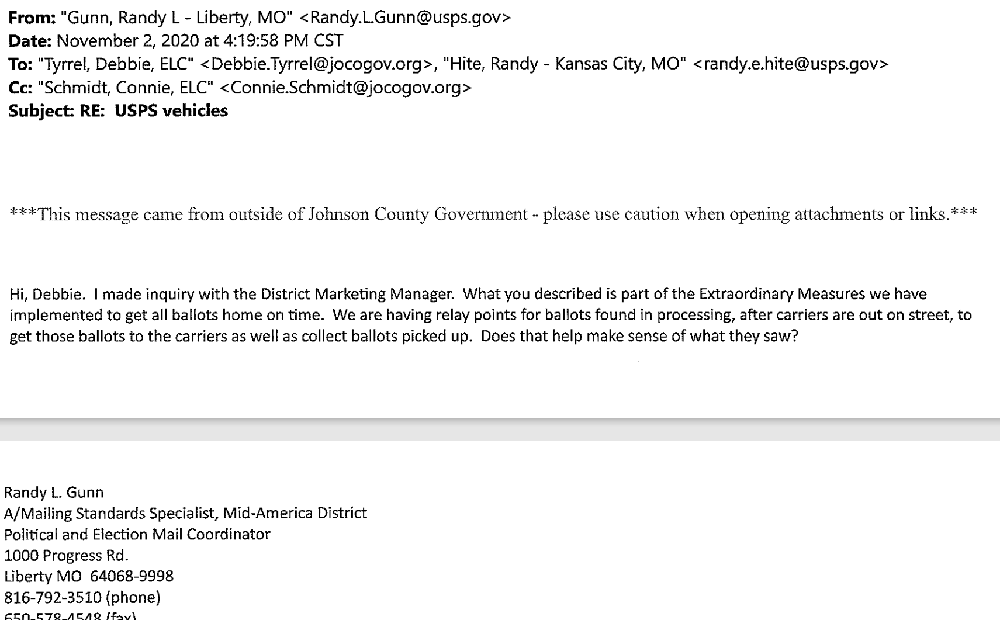 From: "Gunn, Randy L - Liberty, MO" <Randy.L.Gunn@usps.gov>
Date: November 2, 2020 at 4:19:58 PM CST
To: "Tyrrel, Debbie, ELC" <Debbie.Tyrrel@jocogov.org>, "Hite, Randy - Kansas City, MO" <randy.e.hite@usps.gov>
Cc: "Schmidt, Connie, ELC" <Connie.Schmidt@jocogov.org>
Subject: RE: USPS vehicles
***This message came from outside of Johnson County Government - please use caution when opening attachments or links.***
Hi, Debbie. I made inquiry with the District Marketing Manager. What you described is part of the Extraordinary Measures we have
implemented to get all ballots home on time. We are having relay points for ballots found in processing, after carriers are out on street, to
get those ballots to the carriers as well as collect ballots picked up. Does that help make sense of what they saw?
Randy L. Gunn
A/Mailing Standards Specialist, Mid-America District
Political and Election Mail Coordinator
1000 Progress Rd.
Liberty MO 64068-9998
816-792-3510 (phone)
650-578-4548 (fax)